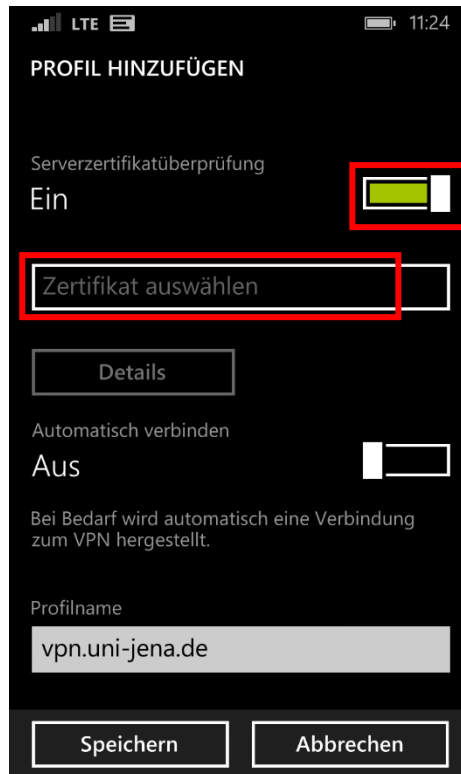 LTE 11:24
PROFIL HINZUFÜGEN
Serverzertifikatüberprüfung
Ein
Zertifikat auswählen
Details
Automatisch verbinden
Aus
Bei Bedarf wird automatisch eine Verbindung
zum VPN hergestellt.
Profilname
vpn.uni-jena.de
Speichern Abbrechen